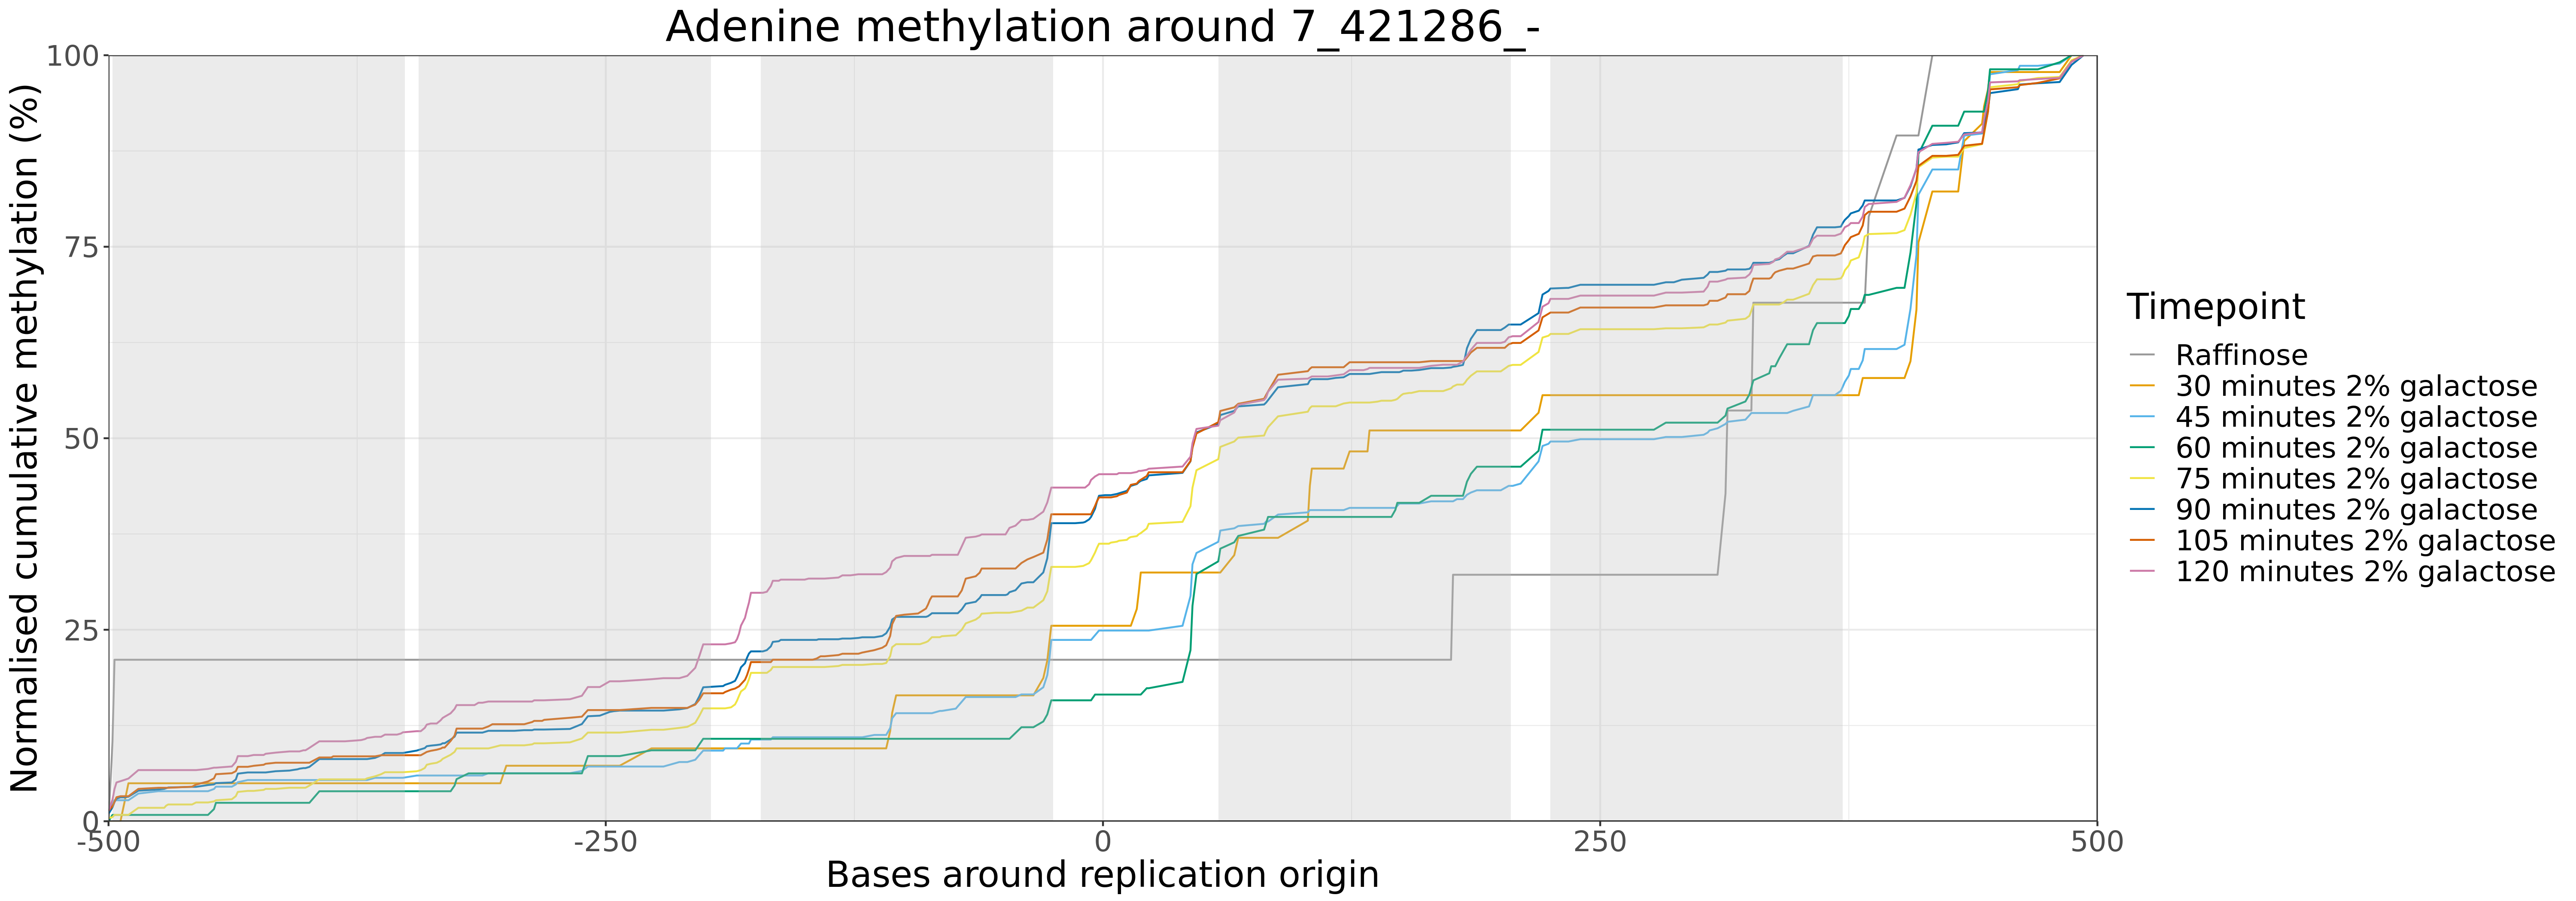 Adenine methylation around 7_421286_-
Normalised cumulative methylation (%)
100
75
50
25
0
-500
-250
0
250
500
Bases around replication origin
Timepoint
Raffinose
30 minutes 2% galactose
45 minutes 2% galactose
60 minutes 2% galactose
75 minutes 2% galactose
90 minutes 2% galactose
105 minutes 2% galactose
120 minutes 2% galactose